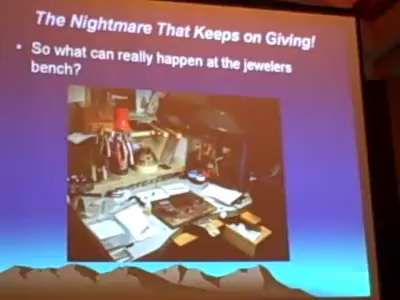 The Nightmare That Keeps on Giving!
• So what can really happen at the jewelers
bench?